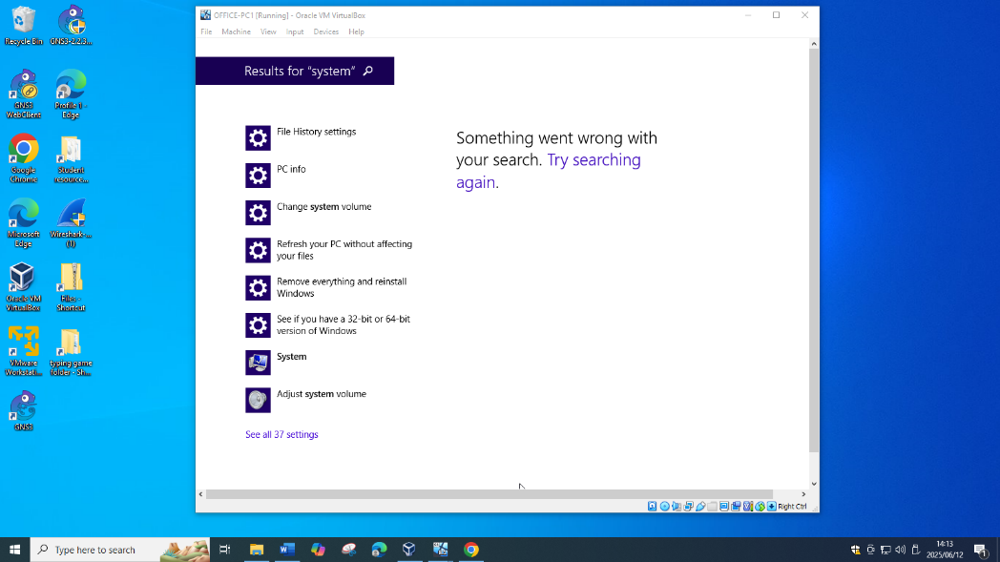 OFFICE-PC1 [Running] - Oracle VM VirtualBox
File Machine View Input Devices Help
Results for "system"
File History settings
PC info
Change system volume
Refresh your PC without affecting
your files
Remove everything and reinstall
Windows
See if you have a 32-bit or 64-bit
version of Windows
System
Adjust system volume
See all 37 settings
Something went wrong with
your search. Try searching
again.
Right Ctrl
Recycle Bin
GNS3-2.2.3...
GNS3
WebClient
Profile 1 -
Edge
Google
Chrome
Student
resource...
Microsoft
Edge
Wireshark-...
(1)
Oracle VM
VirtualBox
Files -
Shortcut
VMware
Workstati...
typing game
folder - Sh...
GNS3
Type here to search
14:13
2025/06/12
1